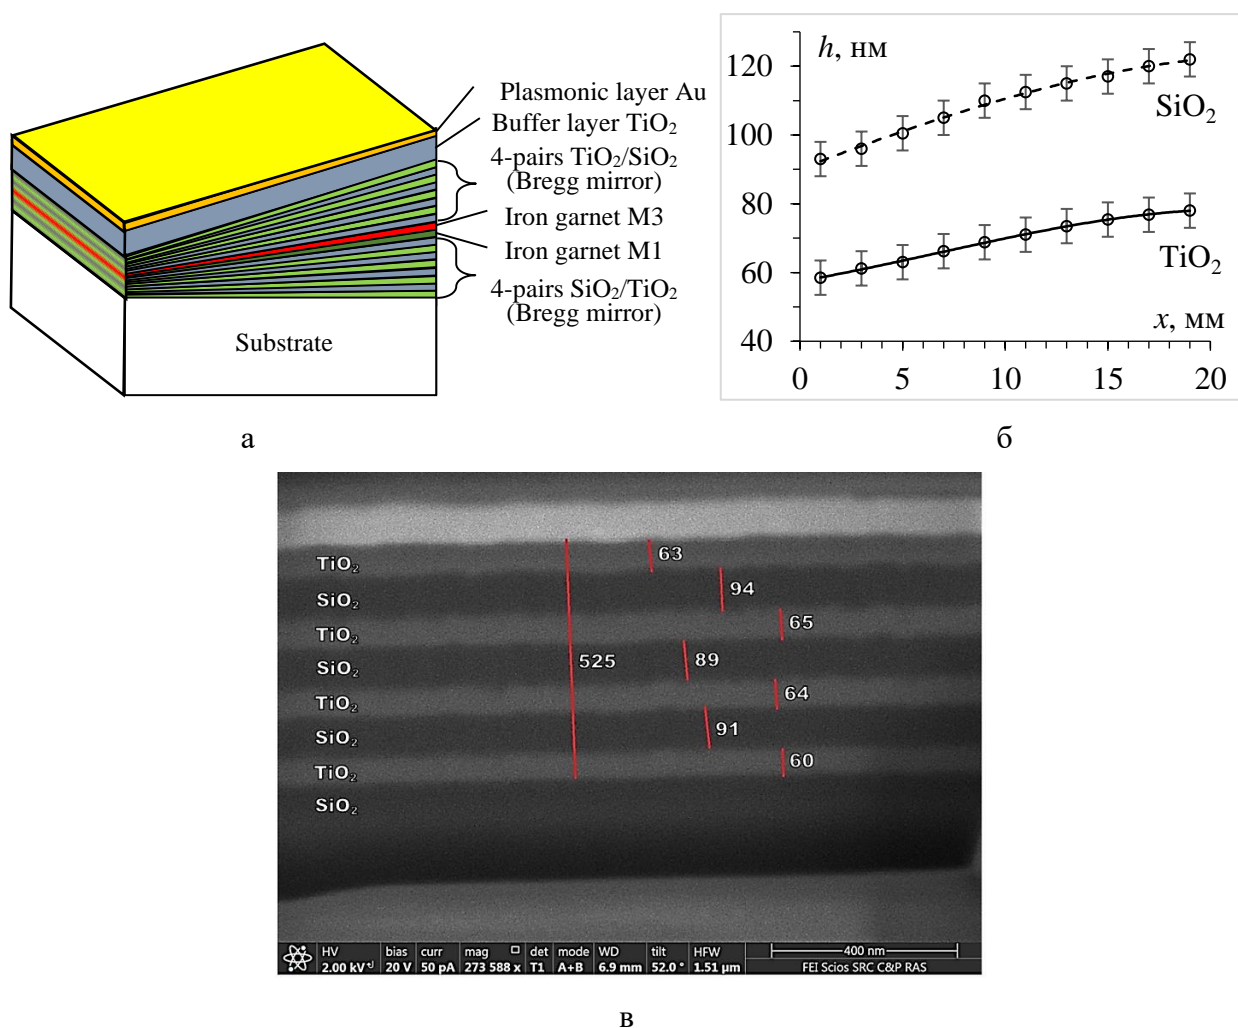 Plasmonic layer Au
Buffer layer TiO₂
4-pairs TiO₂/SiO₂
(Bregg mirror)
Iron garnet M3
Iron garnet M1
4-pairs SiO₂/TiO₂
(Bregg mirror)
Substrate
а
h, нм
120
100
80
60
40
SiO₂
TiO₂
x, мм
0 5 10 15 20
б
TiO₂ 63
SiO₂ 94
TiO₂ 65
SiO₂ 525 89
TiO₂ 64
SiO₂ 91
TiO₂ 60
SiO₂
HV bias curr mag det mode WD tilt HFW 400 nm
2.00 kV 20 V 50 pA 273 588 x T1 A+B 6.9 mm 52.0 ° 1.51 µm FEI Scios SRC C&P RAS
в